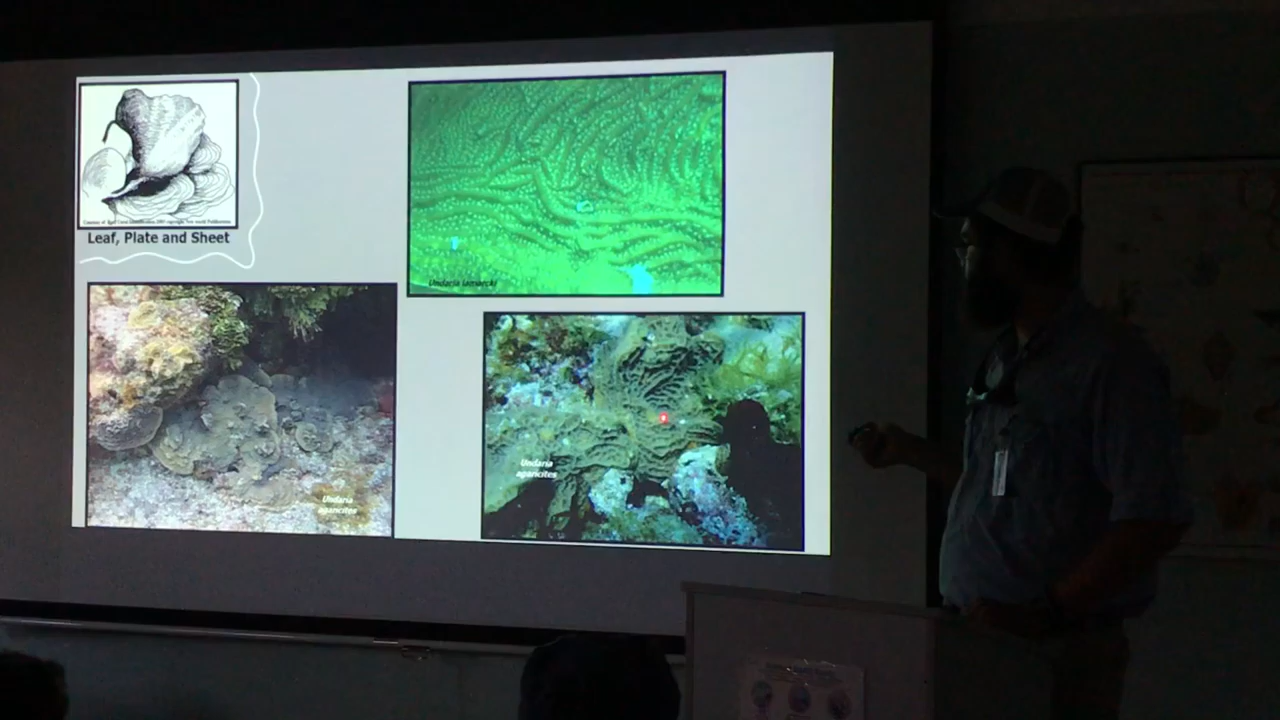 Leaf, Plate and Sheet
Undaria lamarcki
Undaria
agaricites
Undaria
agaricites